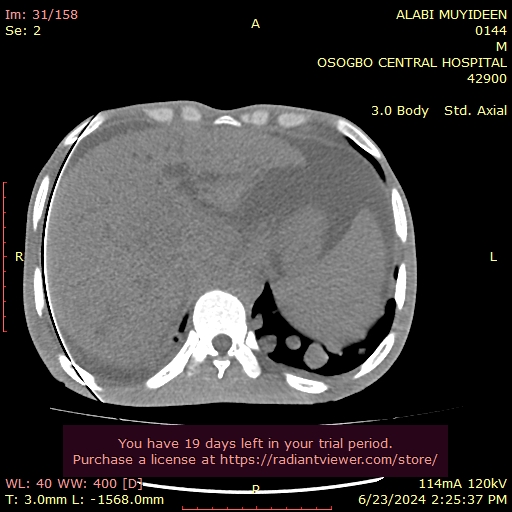 Im: 31/158
Se: 2
A
ALABI MUYIDEEN
0144
M
OSOGBO CENTRAL HOSPITAL
42900
3.0 Body Std. Axial
R
L
You have 19 days left in your trial period.
Purchase a license at https://radiantviewer.com/store/
WL: 40 WW: 400 [D]
T: 3.0mm L: -1568.0mm
P
114mA 120kV
6/23/2024 2:25:37 PM